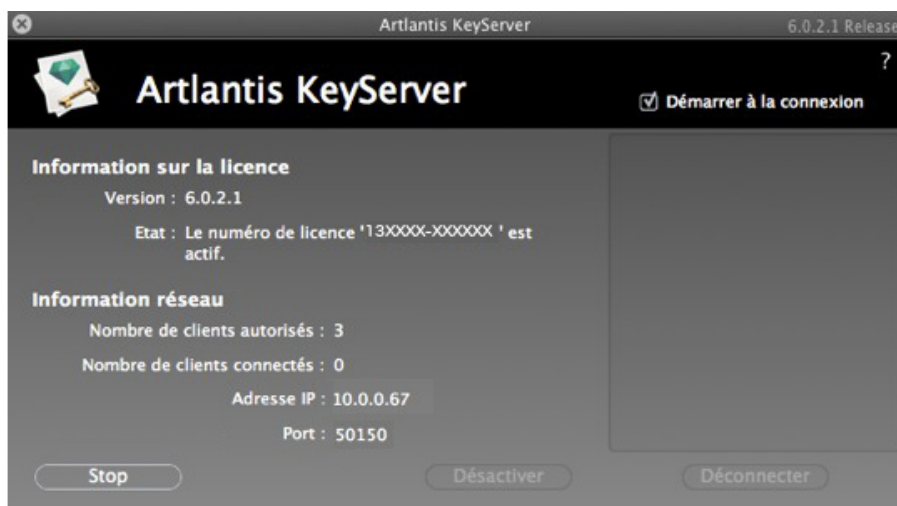 Artlantis KeyServer
6.0.2.1 Release
?
Artlantis KeyServer
Démarrer à la connexion
Information sur la licence
Version : 6.0.2.1
Etat : Le numéro de licence '13XXXX-XXXXXX ' est
actif.
Information réseau
Nombre de clients autorisés : 3
Nombre de clients connectés : 0
Adresse IP : 10.0.0.67
Port : 50150
Stop
Désactiver
Déconnecter